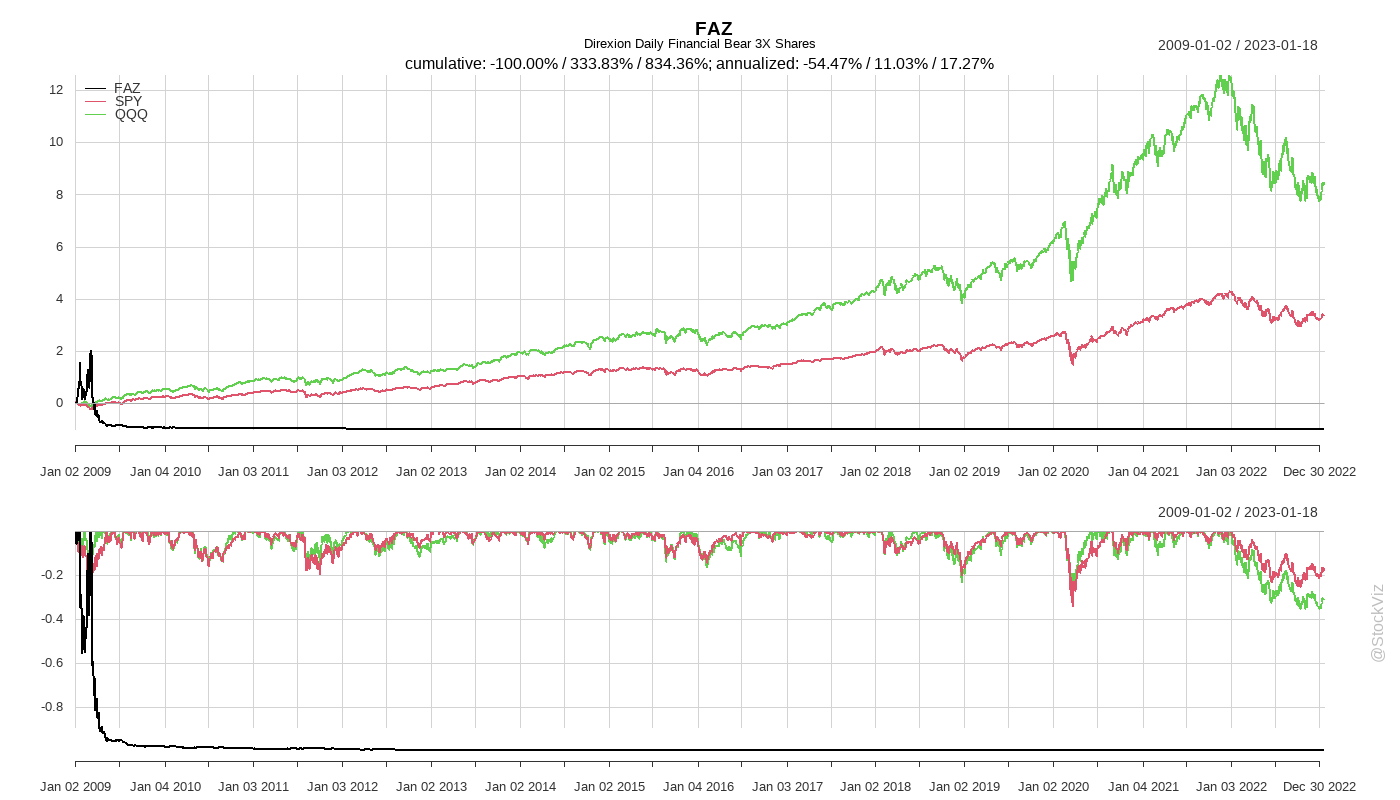 FAZ
Direxion Daily Financial Bear 3X Shares
2009-01-02 / 2023-01-18
cumulative: -100.00% / 333.83% / 834.36%; annualized: -54.47% / 11.03% / 17.27%
FAZ
SPY
QQQ
12
10
8
6
4
2
0
Jan 02 2009 Jan 04 2010 Jan 03 2011 Jan 03 2012 Jan 02 2013 Jan 02 2014 Jan 02 2015 Jan 04 2016 Jan 03 2017 Jan 02 2018 Jan 02 2019 Jan 02 2020 Jan 04 2021 Jan 03 2022 Dec 30 2022
2009-01-02 / 2023-01-18
-0.2
-0.4
-0.6
-0.8
Jan 02 2009 Jan 04 2010 Jan 03 2011 Jan 03 2012 Jan 02 2013 Jan 02 2014 Jan 02 2015 Jan 04 2016 Jan 03 2017 Jan 02 2018 Jan 02 2019 Jan 02 2020 Jan 04 2021 Jan 03 2022 Dec 30 2022
@StockViz